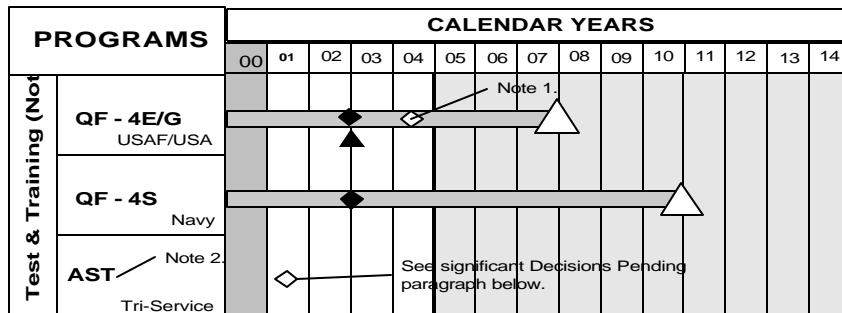 PROGRAMS
CALENDAR YEARS
00 01 02 03 04 05 06 07 08 09 10 11 12 13 14
Test & Training (Not
QF - 4E/G
USAF/USA
Note 1.
QF - 4S
Navy
AST
Note 2.
Tri-Service
See significant Decisions Pending
paragraph below.